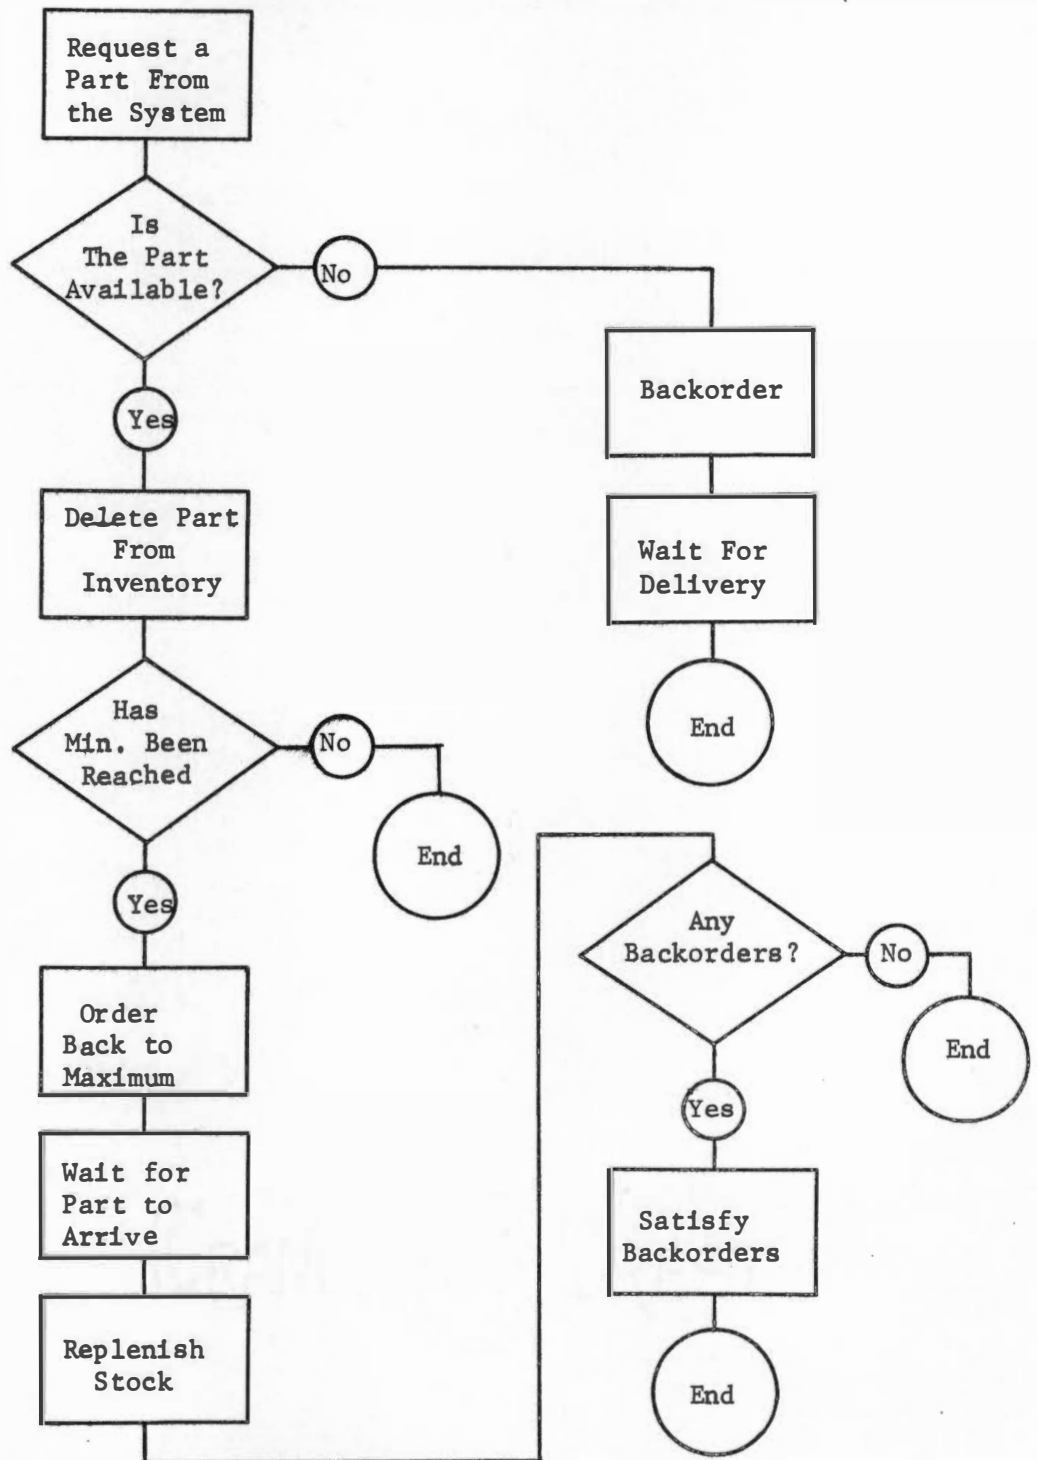 Request a
Part From
the System
Is
The Part
Available?
No
Yes
Backorder
Delete Part
From
Inventory
Wait For
Delivery
End
Has
Min. Been
Reached
No
End
Yes
Order
Back to
Maximum
Wait for
Part to
Arrive
Replenish
Stock
Any
Backorders?
No
End
Yes
Satisfy
Backorders
End